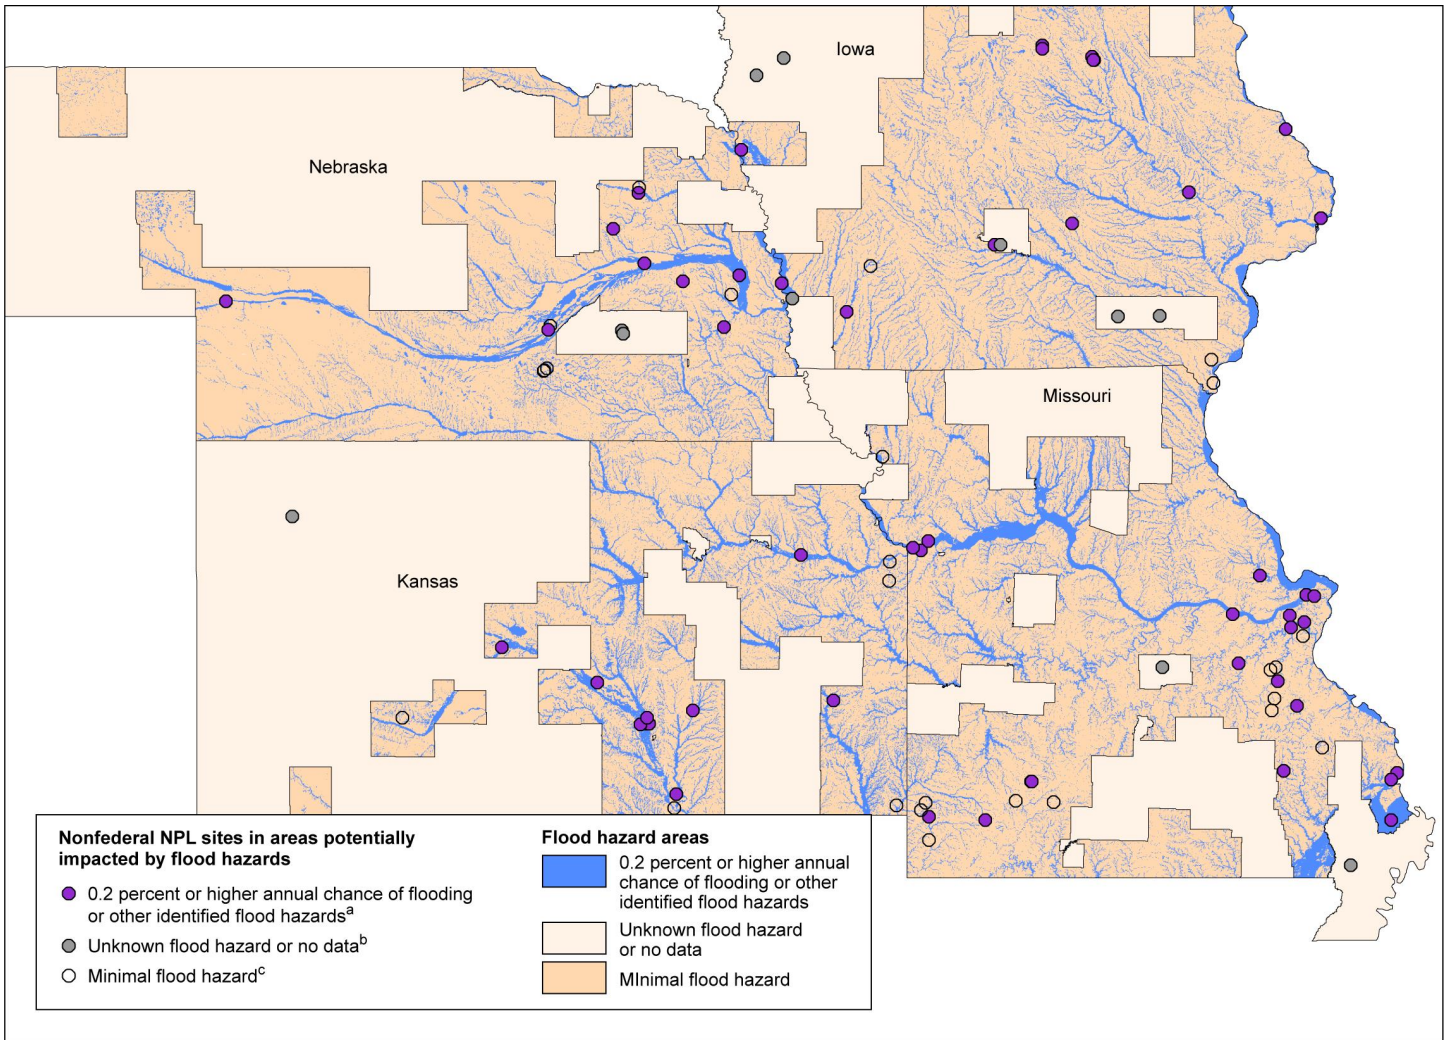 Iowa
Nebraska
Missouri
Kansas
Nonfederal NPL sites in areas potentially
impacted by flood hazards
0.2 percent or higher annual chance of flooding
or other identified flood hazardsa
Unknown flood hazard or no datab
Minimal flood hazardc
Flood hazard areas
0.2 percent or higher annual
chance of flooding or other
identified flood hazards
Unknown flood hazard
or no data
MInimal flood hazard